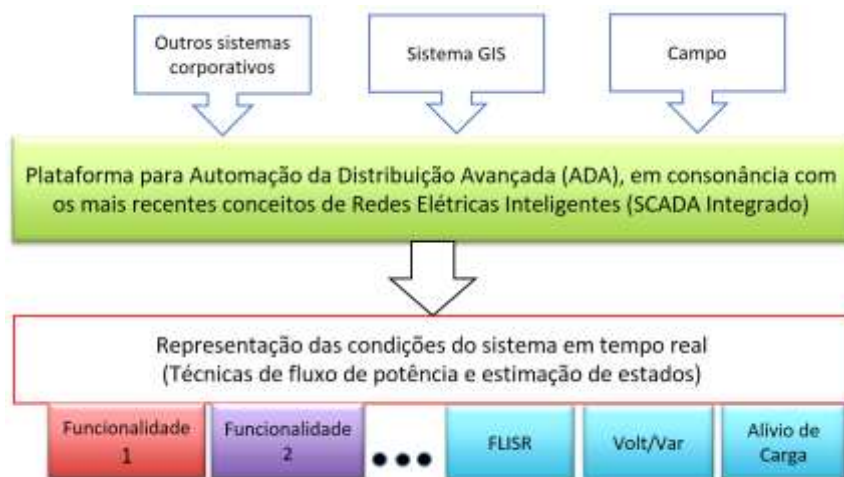 Outros sistemas
corporativos
Sistema GIS
Campo
Plataforma para Automação da Distribuição Avançada (ADA), em consonância com
os mais recentes conceitos de Redes Elétricas Inteligentes (SCADA Integrado)
Representação das condições do sistema em tempo real
(Técnicas de fluxo de potência e estimação de estados)
Funcionalidade
1
Funcionalidade
2
FLISR
Volt/Var
Alívio de
Carga